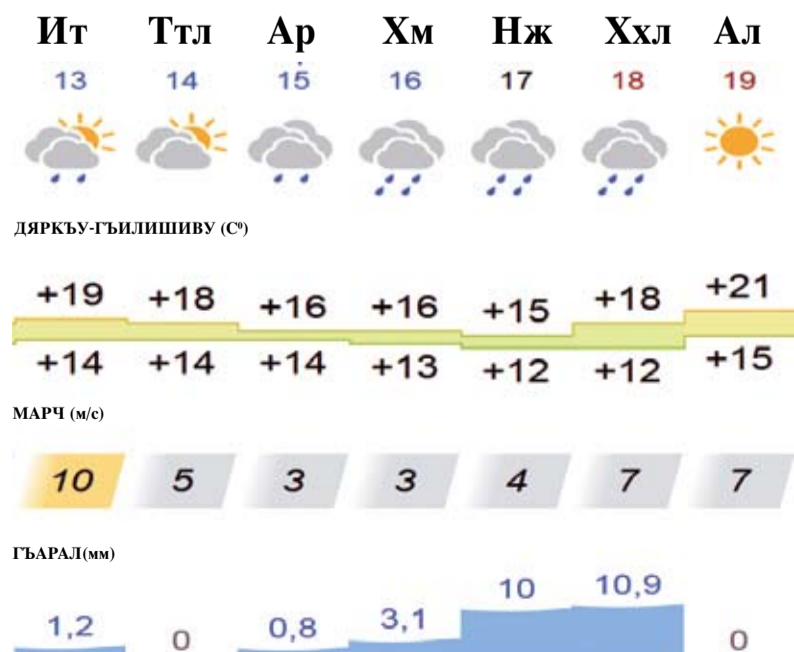 Ит Ттл Ар Хм Нж Ххл Ал
13 14 15 16 17 18 19
ДЯРКЪУ-ГЪИЛИШИВУ (С⁰)
+19 +18 +16 +16 +15 +18 +21
+14 +14 +14 +13 +12 +12 +15
МАРЧ (м/с)
10 5 3 3 4 7 7
ГЪАРАЛ(мм)
1,2 0 0,8 3,1 10 10,9 0